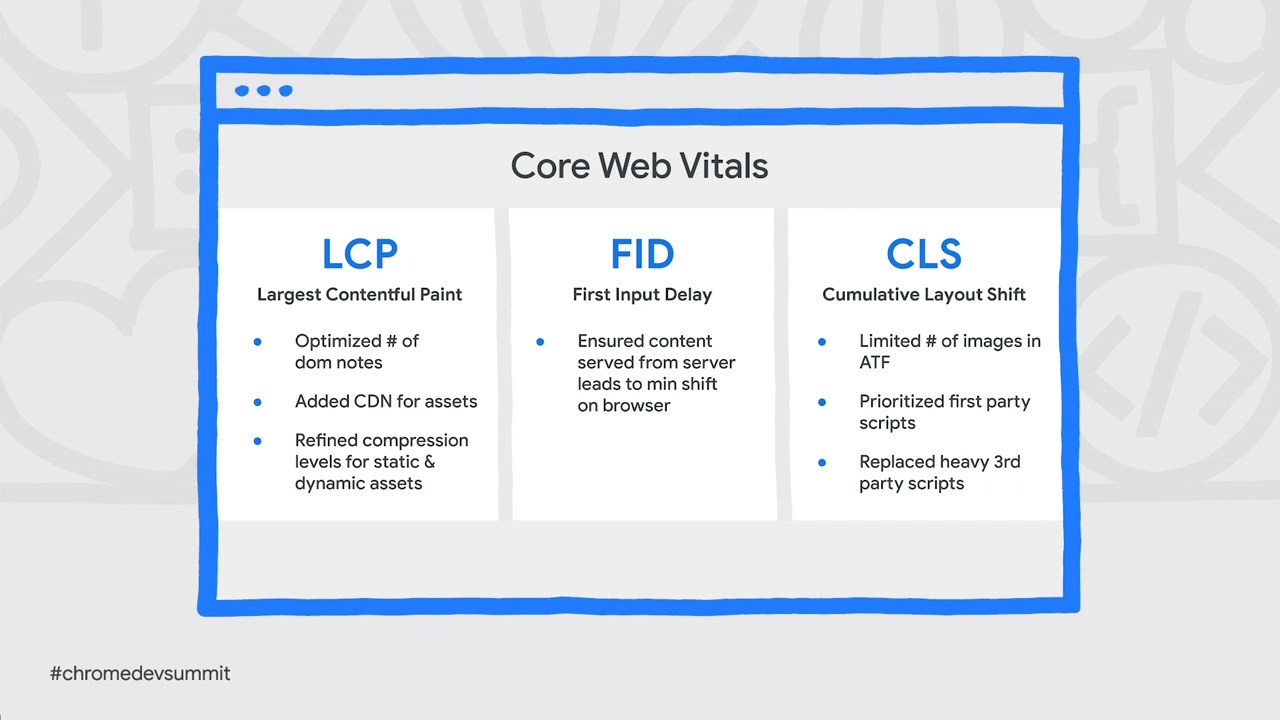 Core Web Vitals
LCP
Largest Contentful Paint
Optimized # of
dom notes
Added CDN for assets
Refined compression
levels for static &
dynamic assets
FID
First Input Delay
Ensured content
served from server
leads to min shift
on browser
CLS
Cumulative Layout Shift
Limited # of images in
ATF
Prioritized first party
scripts
Replaced heavy 3rd
party scripts
#chromedevsummit